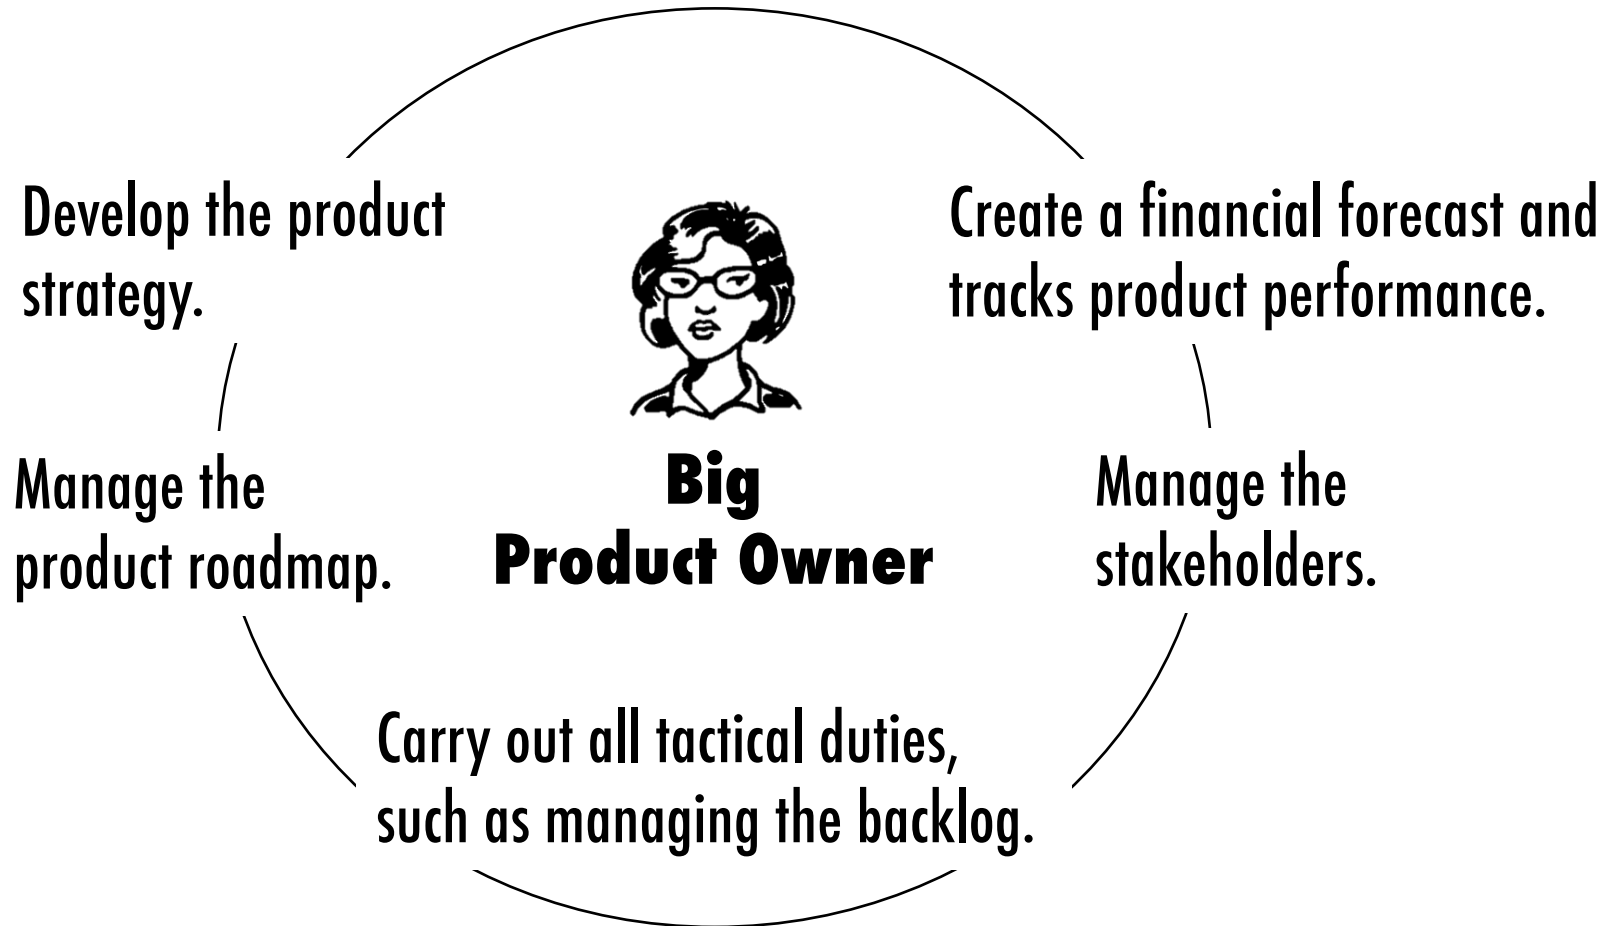 Develop the product
strategy.
Create a financial forecast and
tracks product performance.
Manage the
product roadmap.
Big
Product Owner
Manage the
stakeholders.
Carry out all tactical duties,
such as managing the backlog.